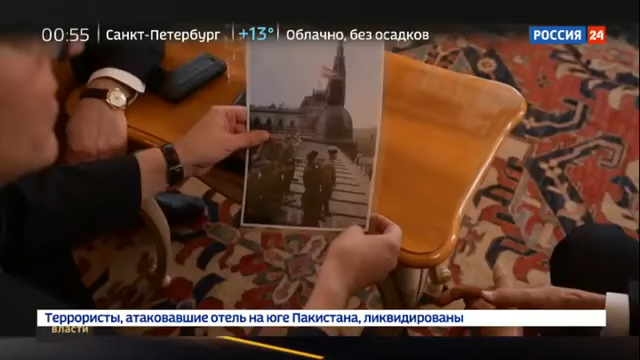 00:55 Санкт-Петербург +13° Облачно, без осадков РОССИЯ 24
Террористы, атаковавшие отель на юге Пакистана, ликвидированы
власти